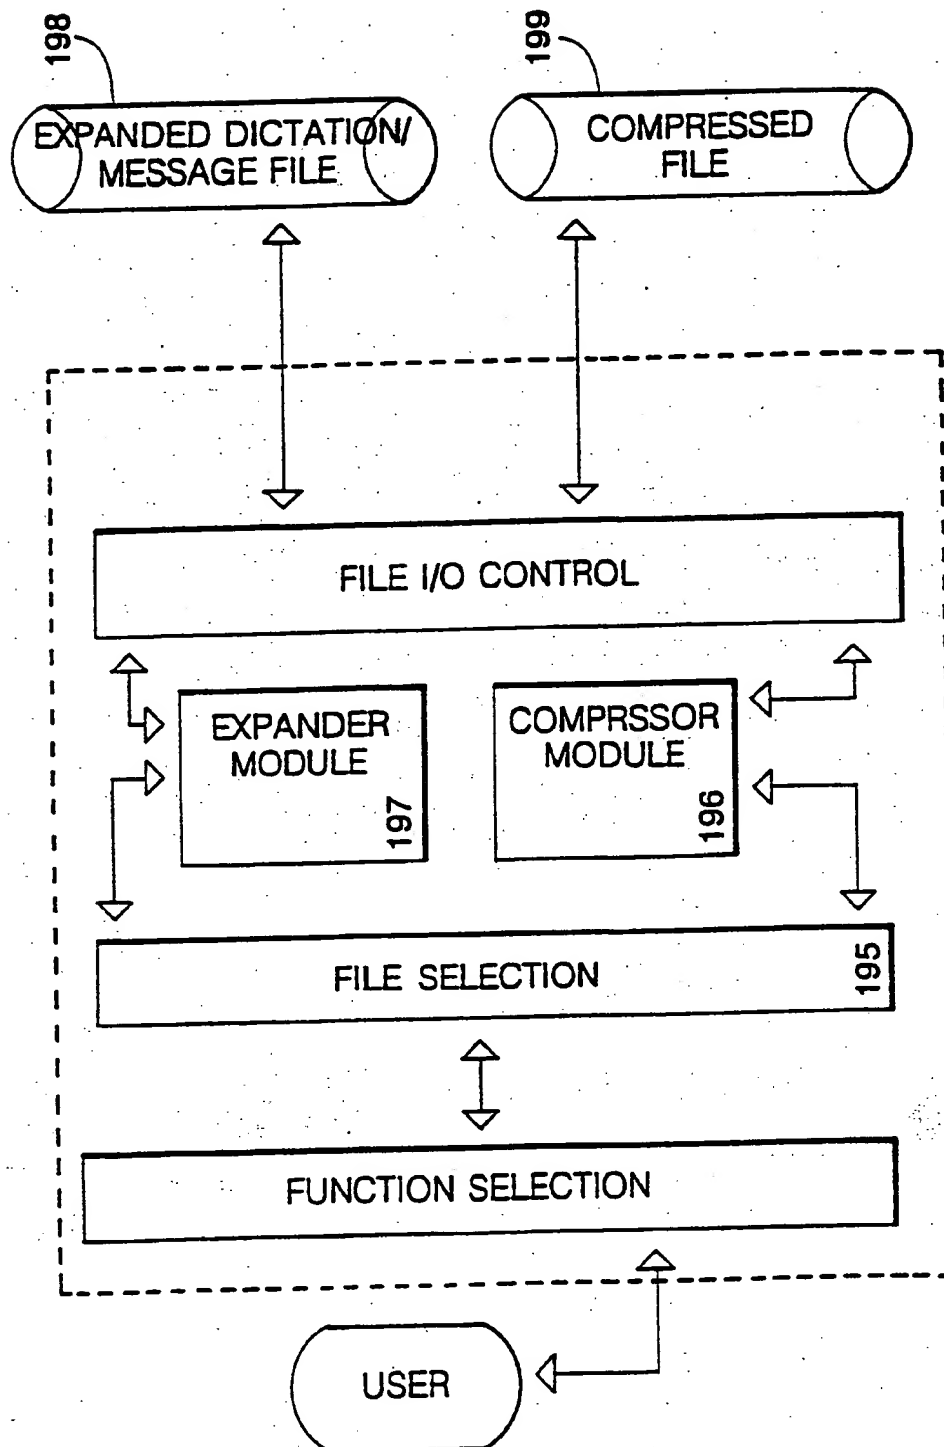 198
EXPANDED DICTATION/
MESSAGE FILE
199
COMPRESSED
FILE
FILE I/O CONTROL
EXPANDER
MODULE
197
COMPRSSOR
MODULE
196
FILE SELECTION
195
FUNCTION SELECTION
USER